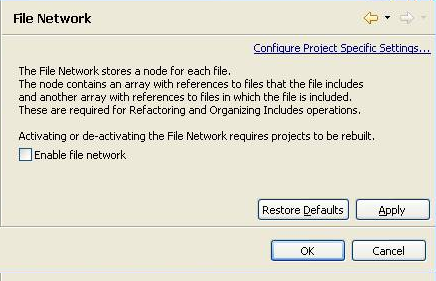 File Network
Configure Project Specific Settings...
The File Network stores a node for each file.
The node contains an array with references to files that the file includes
and another array with references to files in which the file is included.
These are required for Refactoring and Organizing Includes operations.
Activating or de-activating the File Network requires projects to be rebuilt.
Enable file network
Restore Defaults Apply
OK Cancel